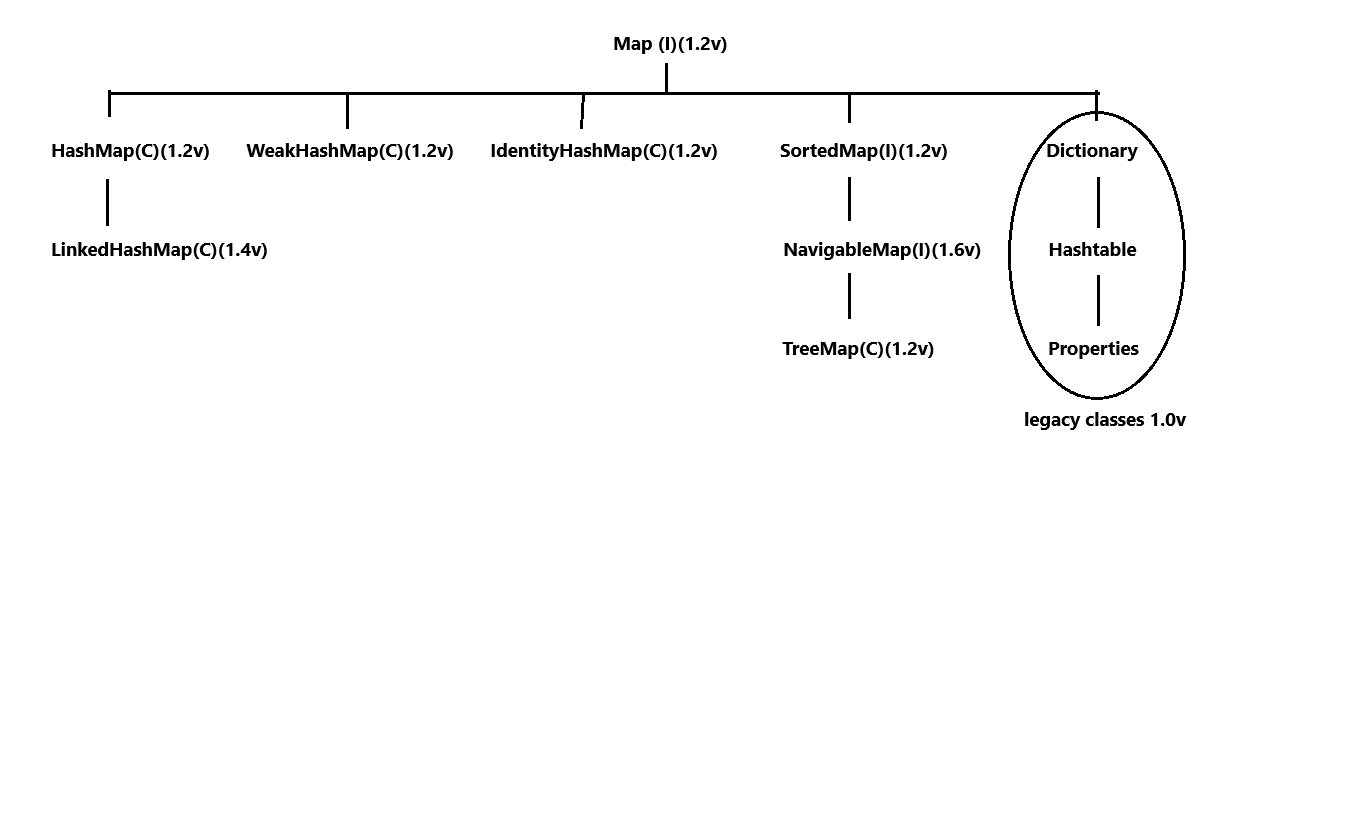 Map (I)(1.2v)
HashMap(C)(1.2v) WeakHashMap(C)(1.2v) IdentityHashMap(C)(1.2v) SortedMap(I)(1.2v) Dictionary
LinkedHashMap(C)(1.4v) NavigableMap(I)(1.6v) Hashtable
TreeMap(C)(1.2v) Properties
legacy classes 1.0v